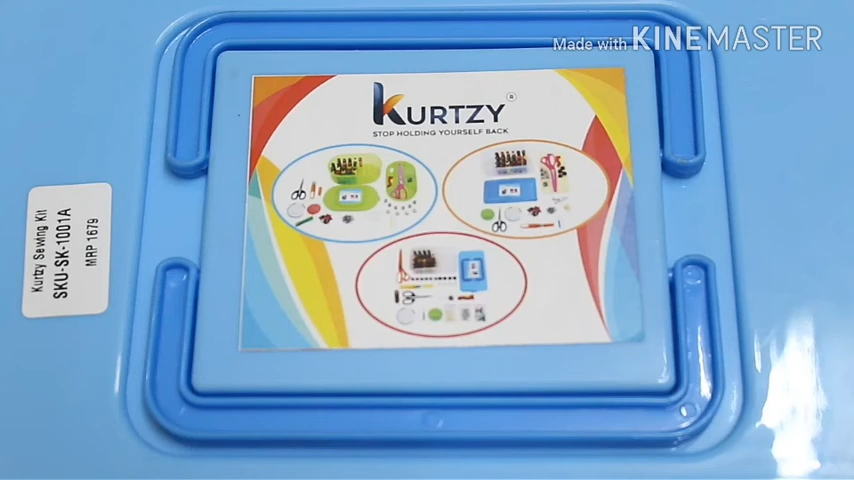 Made with KINEMASTER
KURTZY ®
STOP HOLDING YOURSELF BACK
Kurtzy Sewing Kit
SKU-SK-1001A
MRP 1679